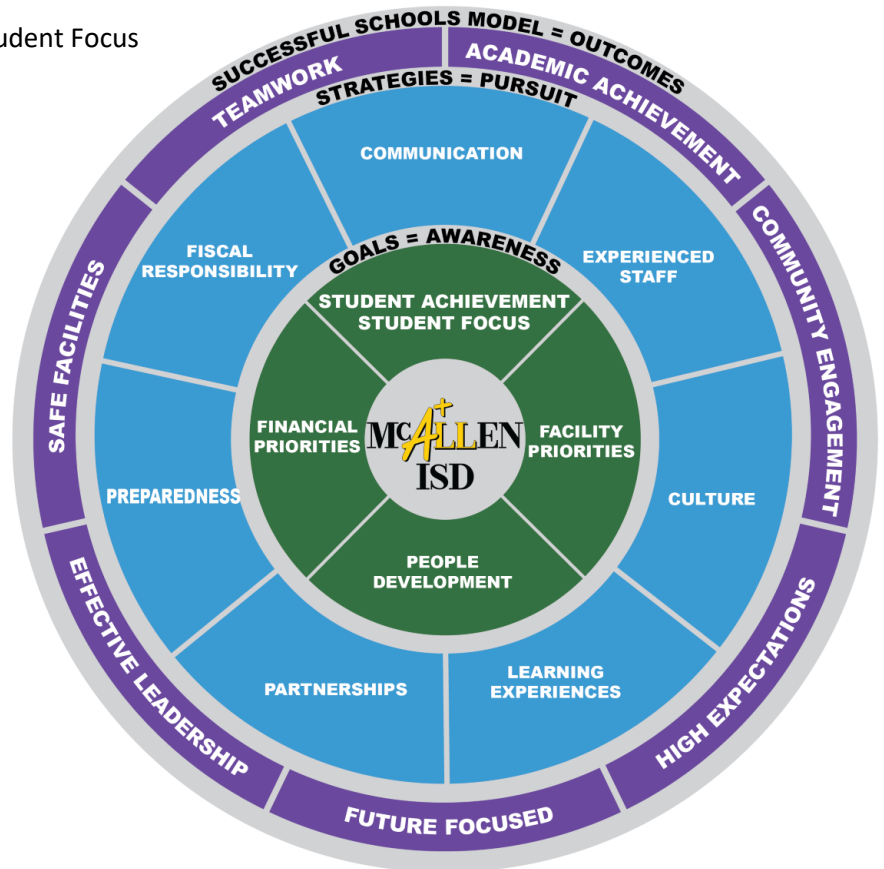 udent Focus
SUCCESSFUL SCHOOLS MODEL = OUTCOMES
TEAMWORK
ACADEMIC ACHIEVEMENT
COMMUNITY ENGAGEMENT
HIGH EXPECTATIONS
FUTURE FOCUSED
EFFECTIVE LEADERSHIP
SAFE FACILITIES
STRATEGIES = PURSUIT
COMMUNICATION
EXPERIENCED
STAFF
CULTURE
LEARNING
EXPERIENCES
PARTNERSHIPS
PREPAREDNESS
FISCAL
RESPONSIBILITY
GOALS = AWARENESS
STUDENT ACHIEVEMENT
STUDENT FOCUS
FACILITY
PRIORITIES
PEOPLE
DEVELOPMENT
FINANCIAL
PRIORITIES
McA+LLEN
ISD